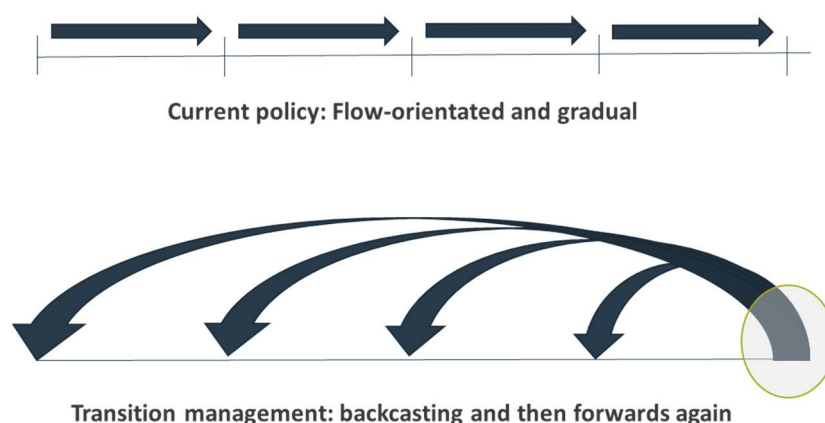 Current policy: Flow-orientated and gradual
Transition management: backcasting and then forwards again